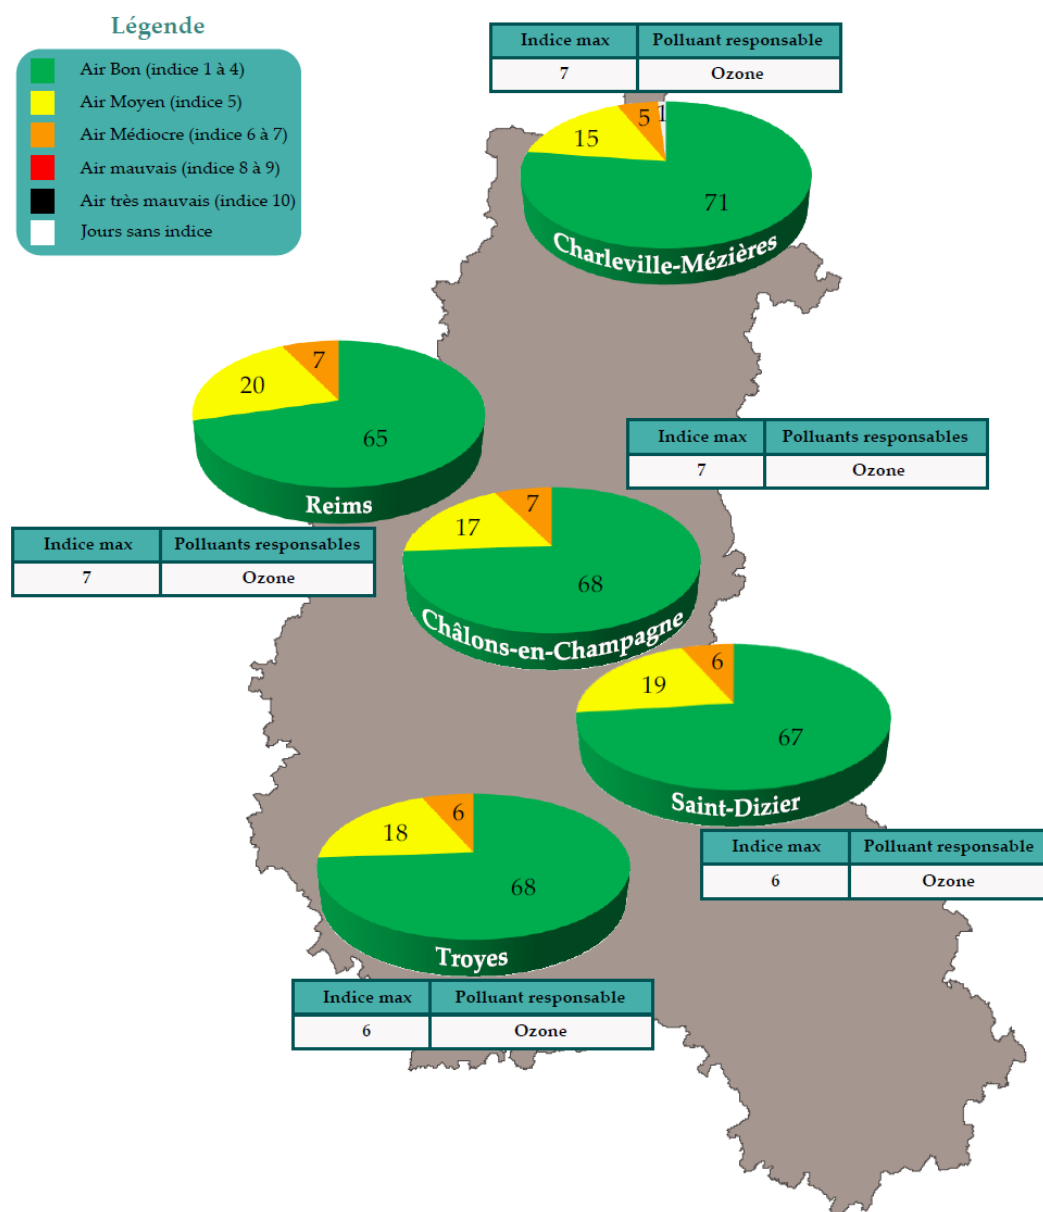 Légende
Air Bon (indice 1 à 4)
Air Moyen (indice 5)
Air Médiocre (indice 6 à 7)
Air mauvais (indice 8 à 9)
Air très mauvais (indice 10)
Jours sans indice
Indice max Polluant responsable
7 Ozone
15 5 1
71
Charleville-Mézières
20 7
65
Reims
Indice max Polluants responsables
7 Ozone
Indice max Polluants responsables
7 Ozone
17 7
68
Châlons-en-Champagne
19 6
67
Saint-Dizier
Indice max Polluant responsable
6 Ozone
18 6
68
Troyes
Indice max Polluant responsable
6 Ozone